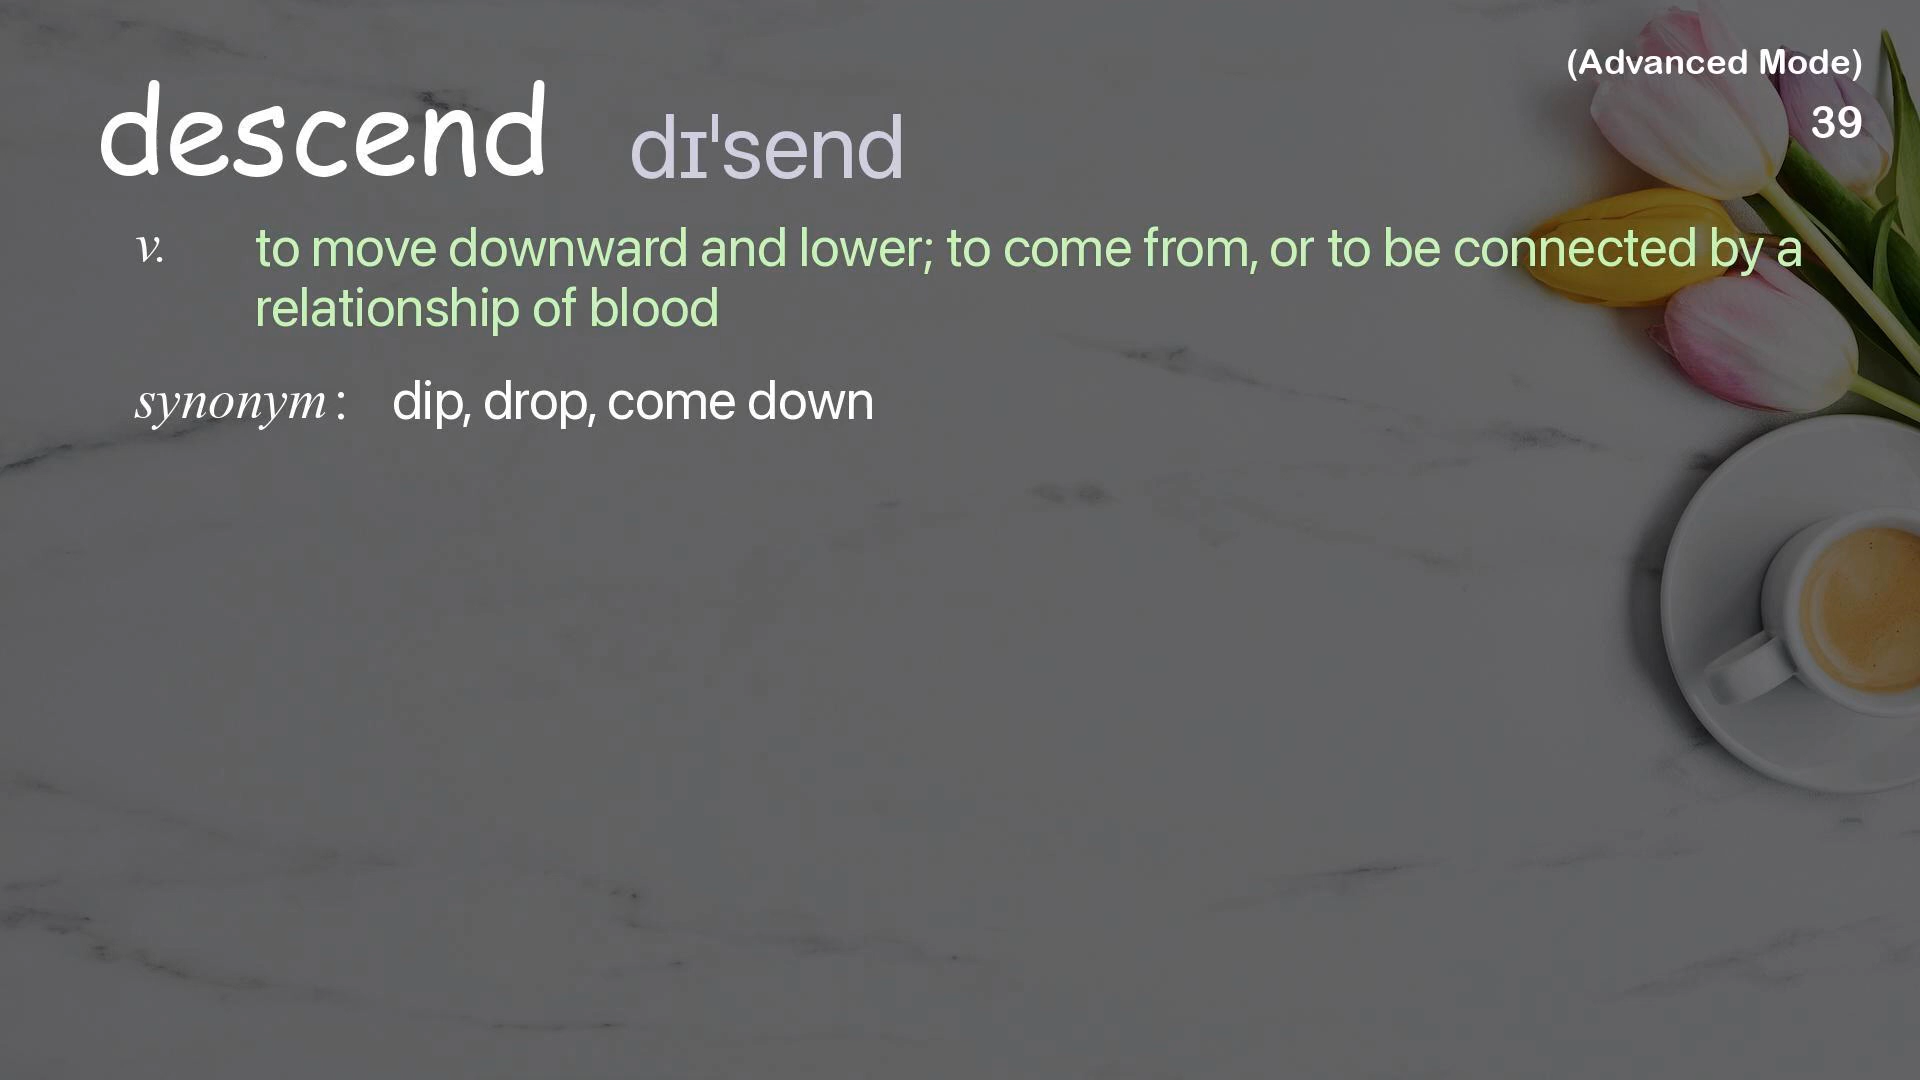 (Advanced Mode)
descend dɪˈsend
39
v. to move downward and lower; to come from, or to be connected by a
relationship of blood
synonym : dip, drop, come down